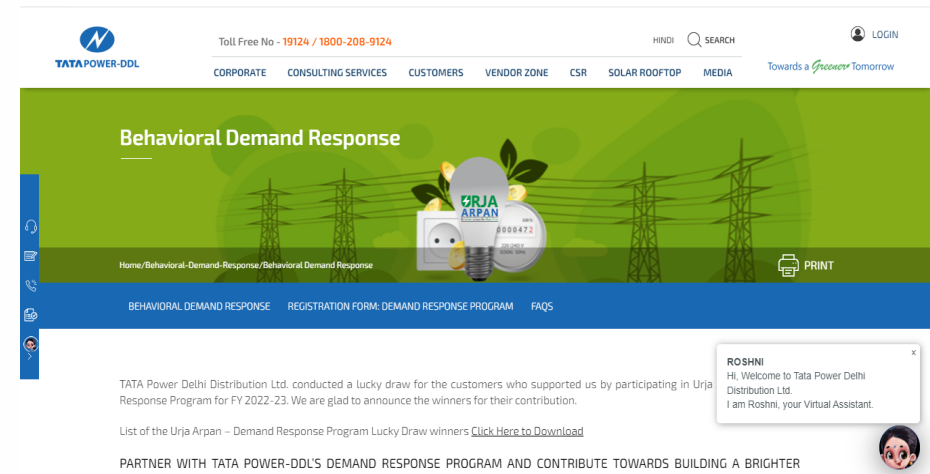 TATA POWER-DDL
Toll Free No - 19124 / 1800-208-9124
HINDI SEARCH
LOGIN
CORPORATE CONSULTING SERVICES CUSTOMERS VENDOR ZONE CSR SOLAR ROOFTOP MEDIA
Towards a Greener Tomorrow
Behavioral Demand Response
URJA
ARPAN
0000472
Home/Behavioral-Demand-Response/Behavioral Demand Response
PRINT
BEHAVIORAL DEMAND RESPONSE REGISTRATION FORM: DEMAND RESPONSE PROGRAM FAQS
TATA Power Delhi Distribution Ltd. conducted a lucky draw for the customers who supported us by participating in Urja
Response Program for FY 2022-23. We are glad to announce the winners for their contribution.
List of the Urja Arpan – Demand Response Program Lucky Draw winners Click Here to Download
PARTNER WITH TATA POWER-DDL'S DEMAND RESPONSE PROGRAM AND CONTRIBUTE TOWARDS BUILDING A BRIGHTER
x
ROSHNI
Hi, Welcome to Tata Power Delhi
Distribution Ltd.
I am Roshni, your Virtual Assistant.